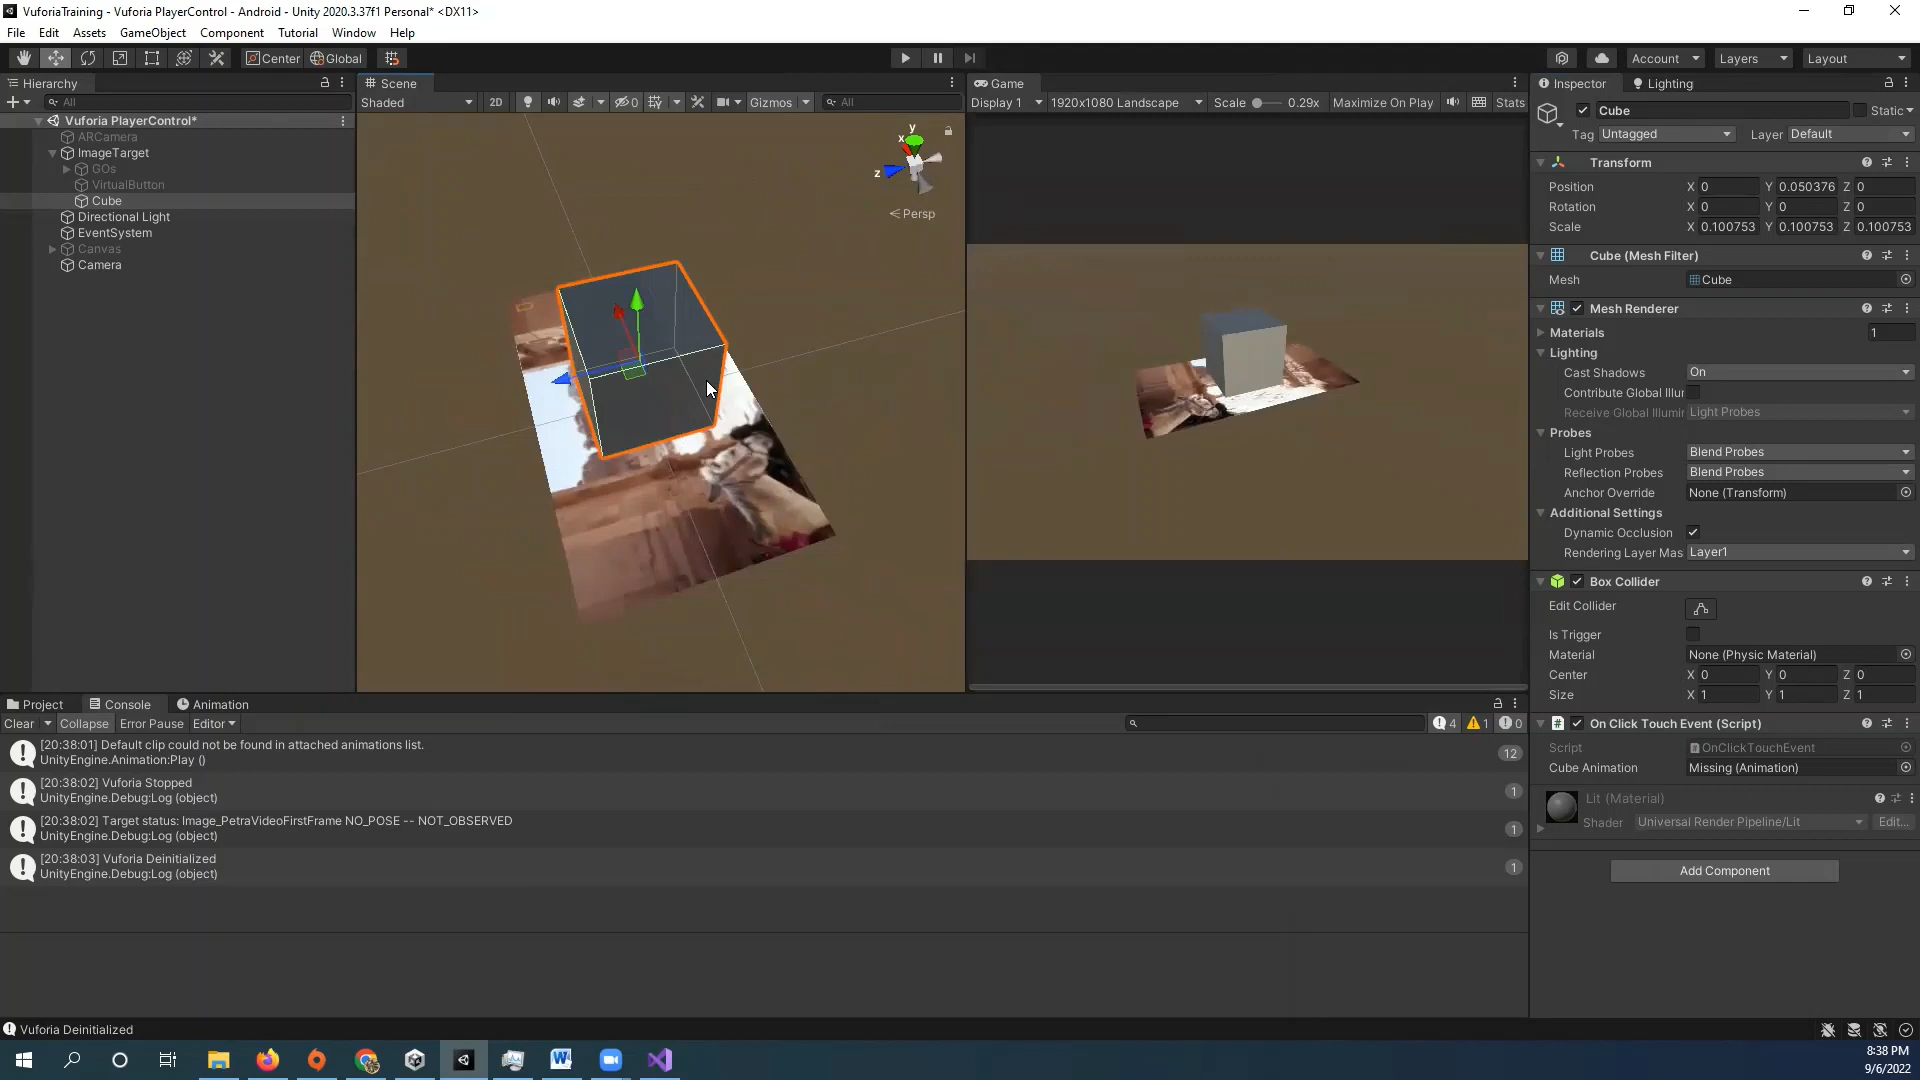 VuforiaTraining - Vuforia PlayerControl - Android - Unity 2020.3.37f1 Personal* <DX11>
File Edit Assets GameObject Component Tutorial Window Help
Center Global Account Layers Layout
Hierarchy
All
Vuforia PlayerControl*
ARCamera
ImageTarget
GOs
VirtualButton
Cube
Directional Light
EventSystem
Canvas
Camera
Scene
Shaded 2D 0 Gizmos All
y
x
z
Persp
Game
Display 1 1920x1080 Landscape Scale 0.29x Maximize On Play Stats
Inspector Lighting
Cube Static
Tag Untagged Layer Default
Transform
Position X 0 Y 0.050376 Z 0
Rotation X 0 Y 0 Z 0
Scale X 0.100753 Y 0.100753 Z 0.100753
Cube (Mesh Filter)
Mesh Cube
Mesh Renderer
Materials 1
Lighting
Cast Shadows On
Contribute Global Illur
Receive Global Illumir Light Probes
Probes
Light Probes Blend Probes
Reflection Probes Blend Probes
Anchor Override None (Transform)
Additional Settings
Dynamic Occlusion
Rendering Layer Mas Layer1
Box Collider
Edit Collider
Is Trigger
Material None (Physic Material)
Center X 0 Y 0 Z 0
Size X 1 Y 1 Z 1
# On Click Touch Event (Script)
Script OnClickTouchEvent
Cube Animation Missing (Animation)
Lit (Material)
Shader Universal Render Pipeline/Lit Edit...
Add Component
Project Console Animation
Clear Collapse Error Pause Editor 4 1 0
[20:38:01] Default clip could not be found in attached animations list.
UnityEngine.Animation:Play ()
12
[20:38:02] Vuforia Stopped
UnityEngine.Debug:Log (object)
1
[20:38:02] Target status: Image_PetraVideoFirstFrame NO_POSE -- NOT_OBSERVED
UnityEngine.Debug:Log (object)
1
[20:38:03] Vuforia Deinitialized
UnityEngine.Debug:Log (object)
1
Vuforia Deinitialized
8:38 PM
9/6/2022